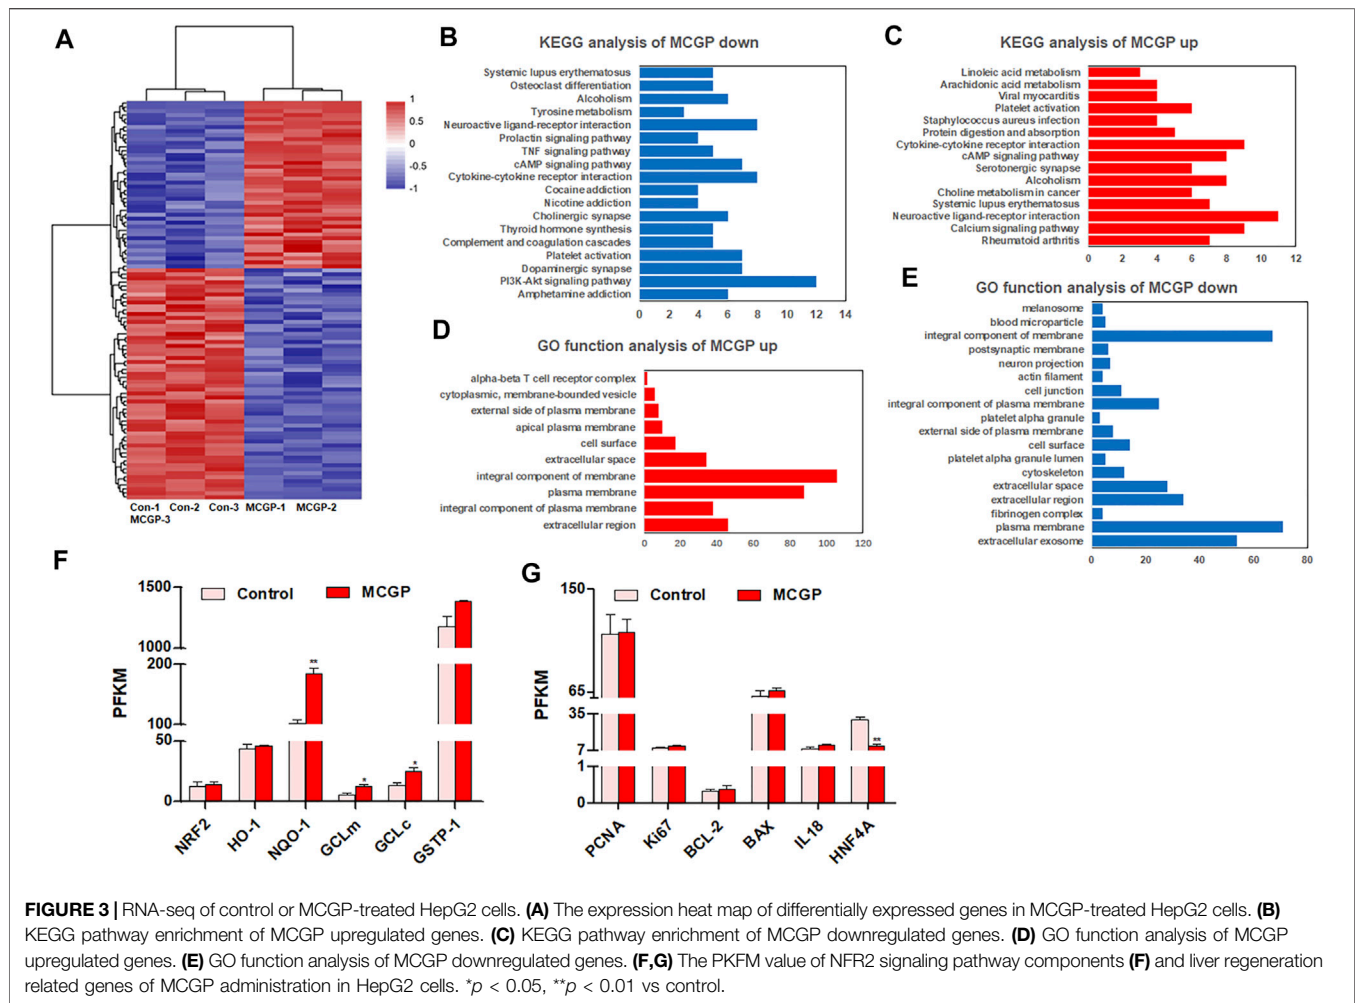 A
1
0.5
0
-0.5
-1
Con-1 Con-2 Con-3 MCGP-1 MCGP-2
MCGP-3
B
KEGG analysis of MCGP down
Systemic lupus erythematosus
Osteoclast differentiation
Alcoholism
Tyrosine metabolism
Neuroactive ligand-receptor interaction
Prolactin signaling pathway
TNF signaling pathway
cAMP signaling pathway
Cytokine-cytokine receptor interaction
Cocaine addiction
Nicotine addiction
Cholinergic synapse
Thyroid hormone synthesis
Complement and coagulation cascades
Platelet activation
Dopaminergic synapse
PI3K-Akt signaling pathway
Amphetamine addiction
0 2 4 6 8 10 12 14
C
KEGG analysis of MCGP up
Linoleic acid metabolism
Arachidonic acid metabolism
Viral myocarditis
Platelet activation
Staphylococcus aureus infection
Protein digestion and absorption
Cytokine-cytokine receptor interaction
cAMP signaling pathway
Serotonergic synapse
Alcoholism
Choline metabolism in cancer
Systemic lupus erythematosus
Neuroactive ligand-receptor interaction
Calcium signaling pathway
Rheumatoid arthritis
0 2 4 6 8 10 12
D
GO function analysis of MCGP up
alpha-beta T cell receptor complex
cytoplasmic, membrane-bounded vesicle
external side of plasma membrane
apical plasma membrane
cell surface
extracellular space
integral component of membrane
plasma membrane
integral component of plasma membrane
extracellular region
0 20 40 60 80 100 120
E
GO function analysis of MCGP down
melanosome
blood microparticle
integral component of membrane
postsynaptic membrane
neuron projection
actin filament
cell junction
integral component of plasma membrane
platelet alpha granule
external side of plasma membrane
cell surface
platelet alpha granule lumen
cytoskeleton
extracellular space
extracellular region
fibrinogen complex
plasma membrane
extracellular exosome
0 20 40 60 80
F
Control MCGP
PFKM
1500
1000
200
100
50
0
**
*
*
NRF2 HO-1 NQO-1 GCLm GCLc GSTP-1
G
Control MCGP
PFKM
150
65
35
7
1
0
**
PCNA Ki67 BCL-2 BAX IL18 HNF4A
FIGURE 3 | RNA-seq of control or MCGP-treated HepG2 cells. (A) The expression heat map of differentially expressed genes in MCGP-treated HepG2 cells. (B)
KEGG pathway enrichment of MCGP upregulated genes. (C) KEGG pathway enrichment of MCGP downregulated genes. (D) GO function analysis of MCGP
upregulated genes. (E) GO function analysis of MCGP downregulated genes. (F,G) The PKFM value of NFR2 signaling pathway components (F) and liver regeneration
related genes of MCGP administration in HepG2 cells. *p < 0.05, **p < 0.01 vs control.